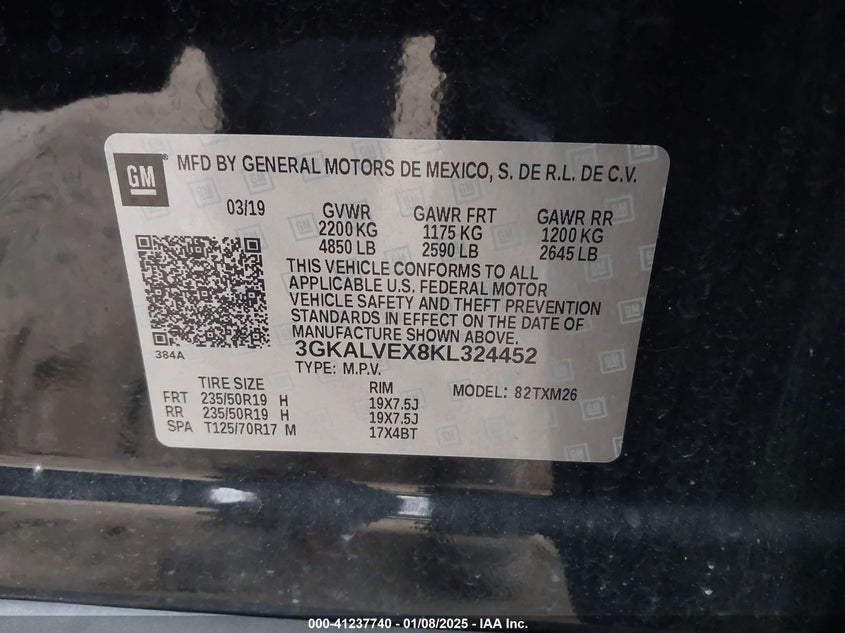 GM
MFD BY GENERAL MOTORS DE MEXICO, S. DE R.L. DE C.V.
03/19 GVWR GAWR FRT GAWR RR
2200 KG 1175 KG 1200 KG
4850 LB 2590 LB 2645 LB
THIS VEHICLE CONFORMS TO ALL
APPLICABLE U.S. FEDERAL MOTOR
VEHICLE SAFETY AND THEFT PREVENTION
STANDARDS IN EFFECT ON THE DATE OF
MANUFACTURE SHOWN ABOVE.
384A
3GKALVEX8KL324452
TYPE: M.P.V.
TIRE SIZE RIM MODEL: 82TXM26
FRT 235/50R19 H 19X7.5J
RR 235/50R19 H 19X7.5J
SPA T125/70R17 M 17X4BT
000-41237740 - 01/08/2025 - IAA Inc.